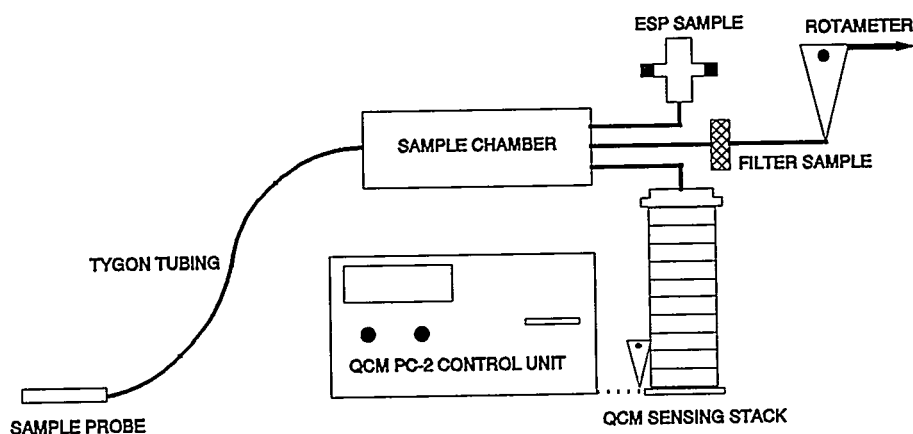 ESP SAMPLE
ROTAMETER
SAMPLE CHAMBER
FILTER SAMPLE
TYGON TUBING
QCM PC-2 CONTROL UNIT
SAMPLE PROBE
QCM SENSING STACK